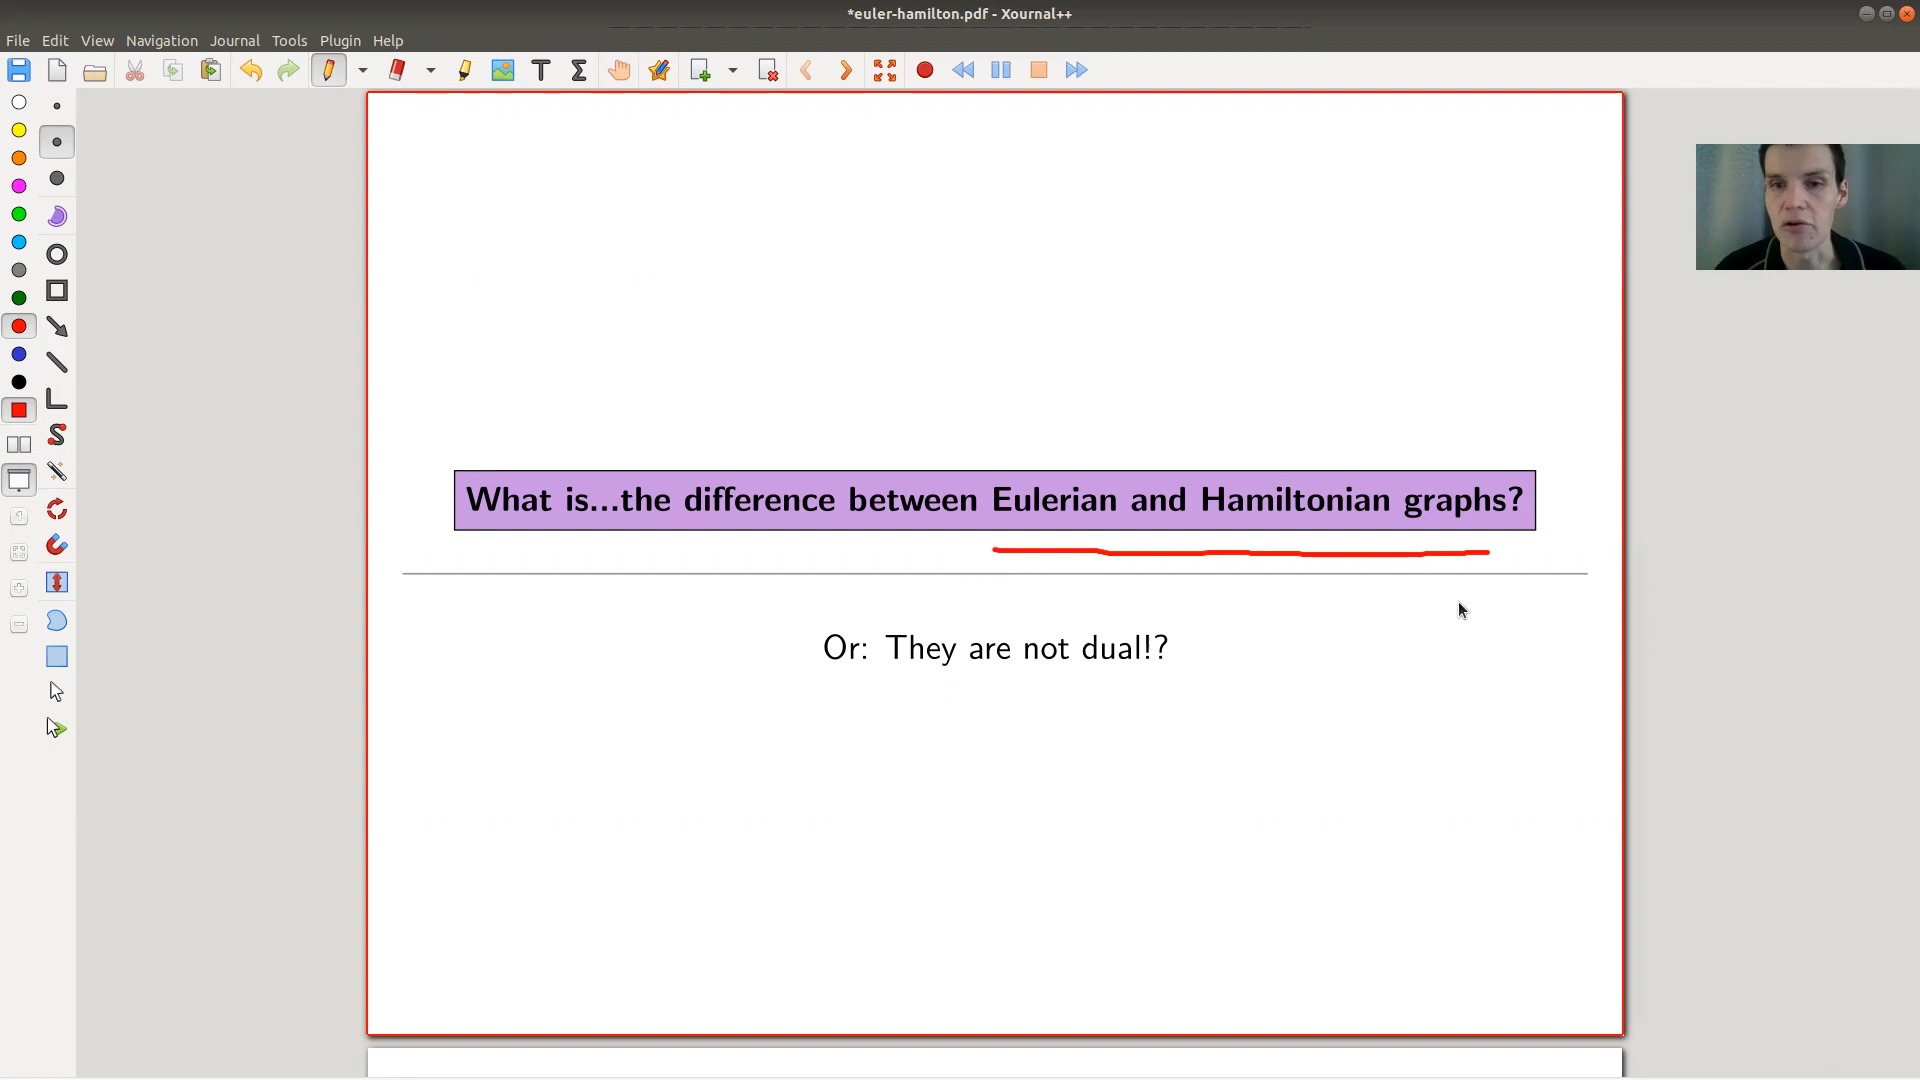 *euler-hamilton.pdf - Xournal++
File Edit View Navigation Journal Tools Plugin Help
What is...the difference between Eulerian and Hamiltonian graphs?
Or: They are not dual!?